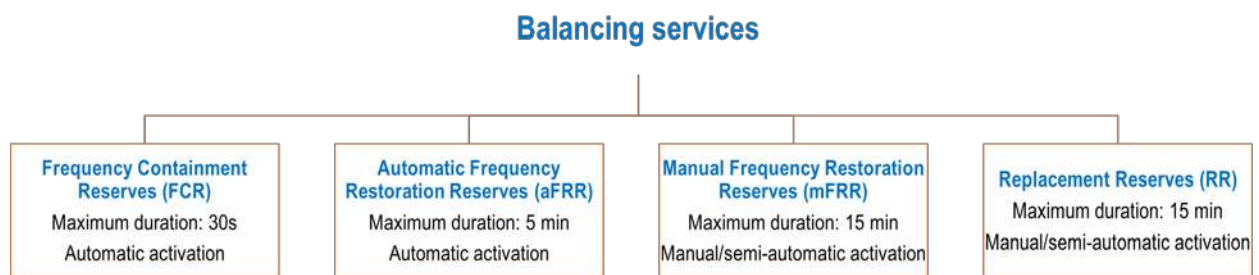 Balancing services
Frequency Containment
Reserves (FCR)
Maximum duration: 30s
Automatic activation
Automatic Frequency
Restoration Reserves (aFRR)
Maximum duration: 5 min
Automatic activation
Manual Frequency Restoration
Reserves (mFRR)
Maximum duration: 15 min
Manual/semi-automatic activation
Replacement Reserves (RR)
Maximum duration: 15 min
Manual/semi-automatic activation